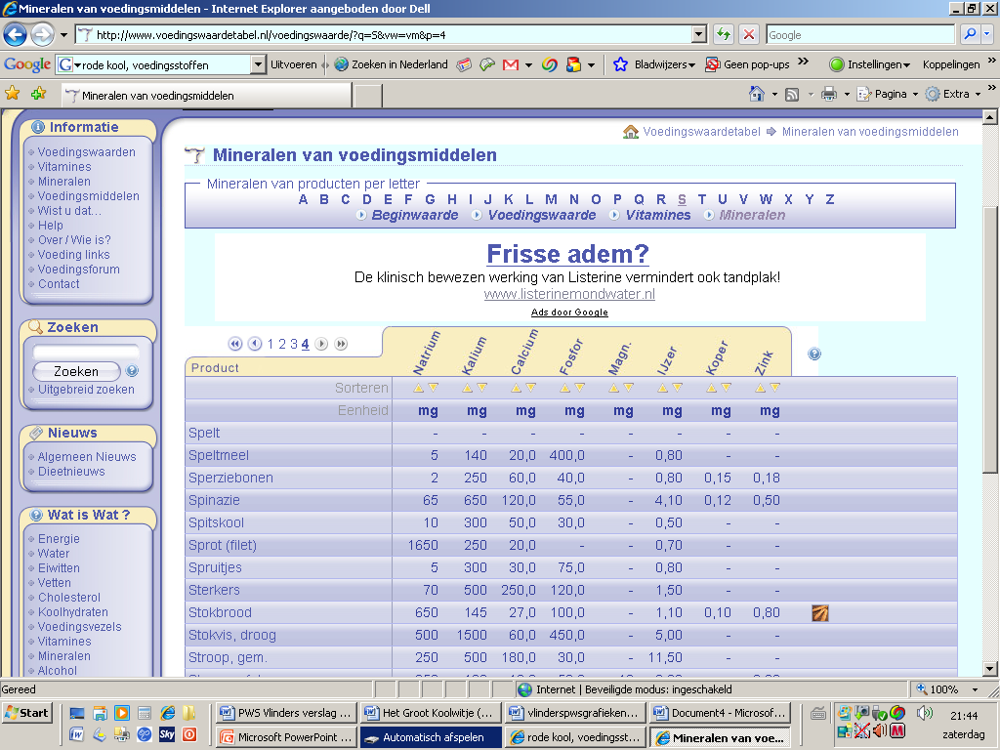 Mineralen van voedingsmiddelen - Internet Explorer aangeboden door Dell
http://www.voedingswaardetabel.nl/voedingswaarde/?q=S&vw=vm&p=4
Google
Google rode kool, voedingsstoffen Uitvoeren Zoeken in Nederland Bladwijzers Geen pop-ups Instellingen Koppelingen
Mineralen van voedingsmiddelen Pagina Extra
Informatie
Voedingswaarden
Vitamines
Mineralen
Voedingsmiddelen
Wist u dat...
Help
Over / Wie is?
Voeding links
Voedingsforum
Contact
Zoeken
Zoeken
Uitgebreid zoeken
Nieuws
Algemeen Nieuws
Dieetnieuws
Wat is Wat ?
Energie
Water
Eiwitten
Vetten
Cholesterol
Koolhydraten
Voedingsvezels
Vitamines
Mineralen
Alcohol
Voedingswaardetabel Mineralen van voedingsmiddelen
Mineralen van voedingsmiddelen
Mineralen van producten per letter
A B C D E F G H I J K L M N O P Q R S T U V W X Y Z
Beginwaarde Voedingswaarde Vitamines Mineralen
Frisse adem?
De klinisch bewezen werking van Listerine vermindert ook tandplak!
www.listerinemondwater.nl
Ads door Google
1 2 3 4
Product Natrium Kalium Calcium Fosfor Magn. IJzer Koper Zink
Sorteren
Eenheid mg mg mg mg mg mg mg mg
Spelt - - - - - - - -
Speltmeel 5 140 20,0 400,0 - 0,80 - -
Sperziebonen 2 250 60,0 40,0 - 0,80 0,15 0,18
Spinazie 65 650 120,0 55,0 - 4,10 0,12 0,50
Spitskool 10 300 50,0 30,0 - 0,50 - -
Sprot (filet) 1650 250 20,0 - - 0,70 - -
Spruitjes 5 300 30,0 75,0 - 0,80 - -
Sterkers 70 500 250,0 120,0 - 1,50 - -
Stokbrood 650 145 27,0 100,0 - 1,10 0,10 0,80
Stokvis, droog 500 1500 60,0 450,0 - 5,00 - -
Stroop, gem. 250 500 180,0 30,0 - 11,50 - -
Gereed Internet | Beveiligde modus: ingeschakeld 100%
Start PWS Vlinders verslag ... Het Groot Koolwitje (... vlinderspwsgrafieken... Document4 - Microsof... 21:44
Sky Microsoft PowerPoint ... Automatisch afspelen rode kool, voedingsst... Mineralen van voe... zaterdag